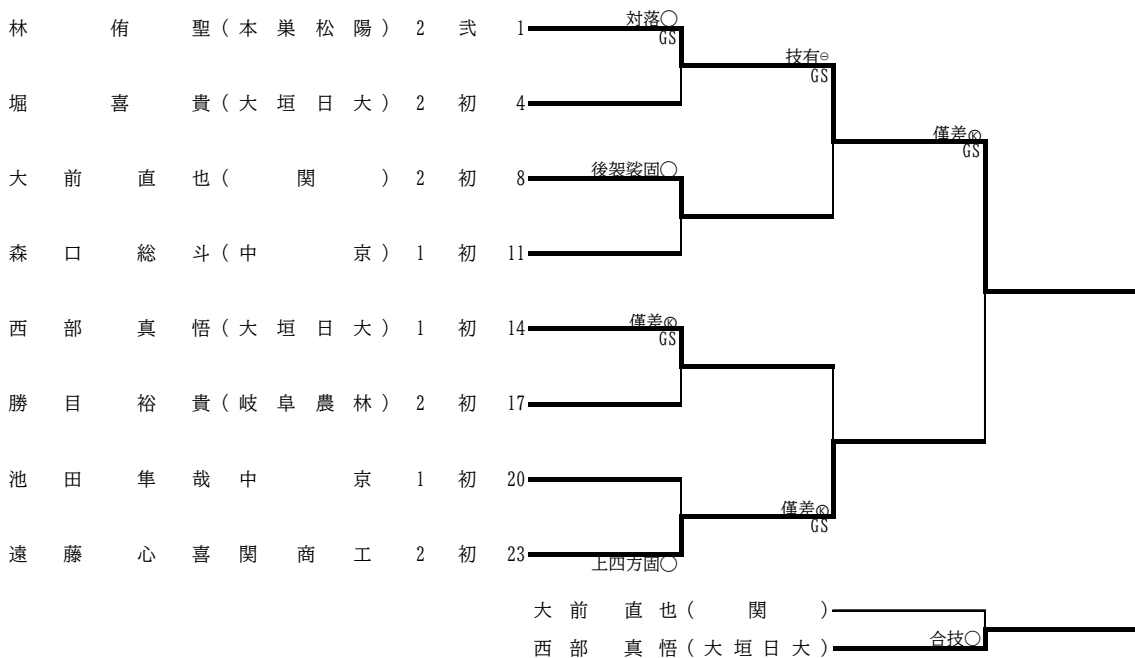 対落○
林 侑 聖(本巣松陽) 2 弐 1
GS
技有⊖
GS
堀 喜 貴(大垣日大) 2 初 4
僅差Ⓚ
GS
後袈裟固○
大 前 直 也( 関 ) 2 初 8
森 口 総 斗(中 京) 1 初 11
僅差Ⓚ
西 部 真 悟(大垣日大) 1 初 14
GS
勝 目 裕 貴(岐阜農林) 2 初 17
池 田 隼 哉 中 京 1 初 20
僅差Ⓚ
GS
遠 藤 心 喜 関 商 工 2 初 23
上四方固○
大 前 直 也( 関 )
合技○
西 部 真 悟(大垣日大)